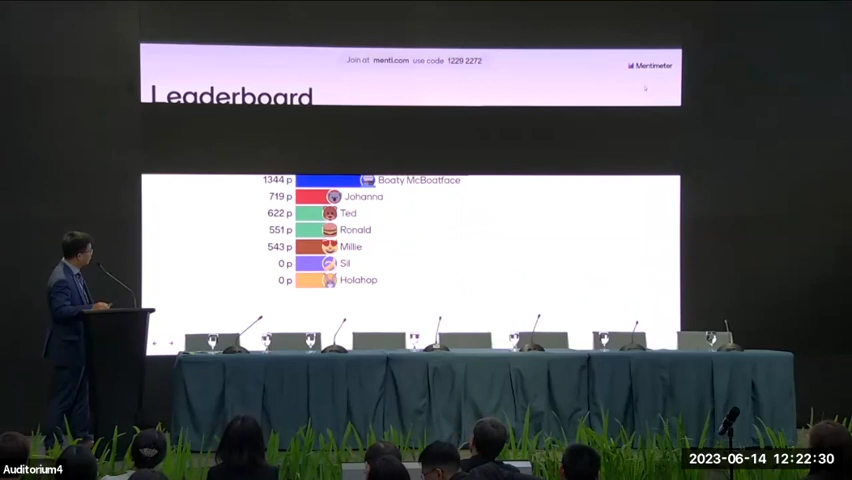 Join at menti.com use code 1229 2272
Mentimeter
Leaderboard
1344 p Boaty McBoatface
719 p Johanna
622 p Ted
551 p Ronald
543 p Millie
0 p Sil
0 p Holahop
Auditorium4
2023-06-14 12:22:30